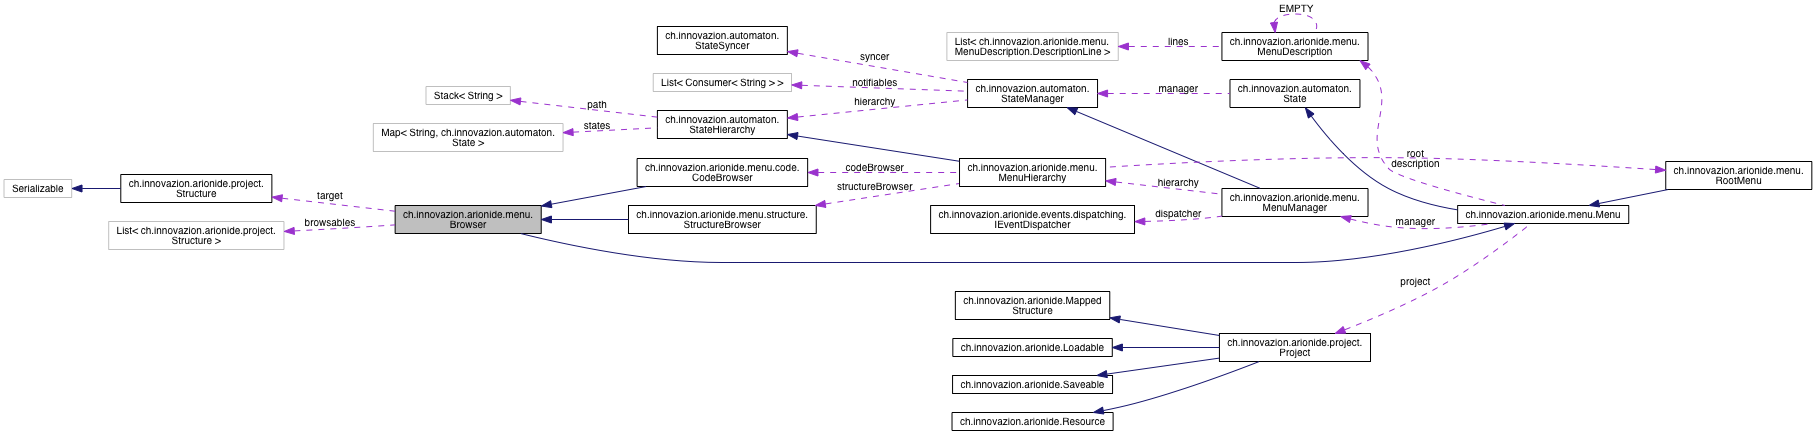 EMPTY
ch.innovazion.automaton.
StateSyncer
List< ch.innovazion.arionide.menu.
MenuDescription.DescriptionLine >
lines
ch.innovazion.arionide.menu.
MenuDescription
syncer
List< Consumer< String > >
notifiables
Stack< String >
path
hierarchy
ch.innovazion.automaton.
StateManager
manager
ch.innovazion.automaton.
State
ch.innovazion.automaton.
StateHierarchy
states
Map< String, ch.innovazion.automaton.
State >
ch.innovazion.arionide.menu.code.
CodeBrowser
codeBrowser
ch.innovazion.arionide.menu.
MenuHierarchy
root
description
ch.innovazion.arionide.menu.
RootMenu
Serializable
ch.innovazion.arionide.project.
Structure
target
structureBrowser
hierarchy
ch.innovazion.arionide.menu.
MenuManager
browsables
List< ch.innovazion.arionide.project.
Structure >
ch.innovazion.arionide.menu.
Browser
ch.innovazion.arionide.menu.structure.
StructureBrowser
ch.innovazion.arionide.events.dispatching.
IEventDispatcher
dispatcher
manager
ch.innovazion.arionide.menu.Menu
project
ch.innovazion.arionide.Mapped
Structure
ch.innovazion.arionide.Loadable
ch.innovazion.arionide.project.
Project
ch.innovazion.arionide.Saveable
ch.innovazion.arionide.Resource